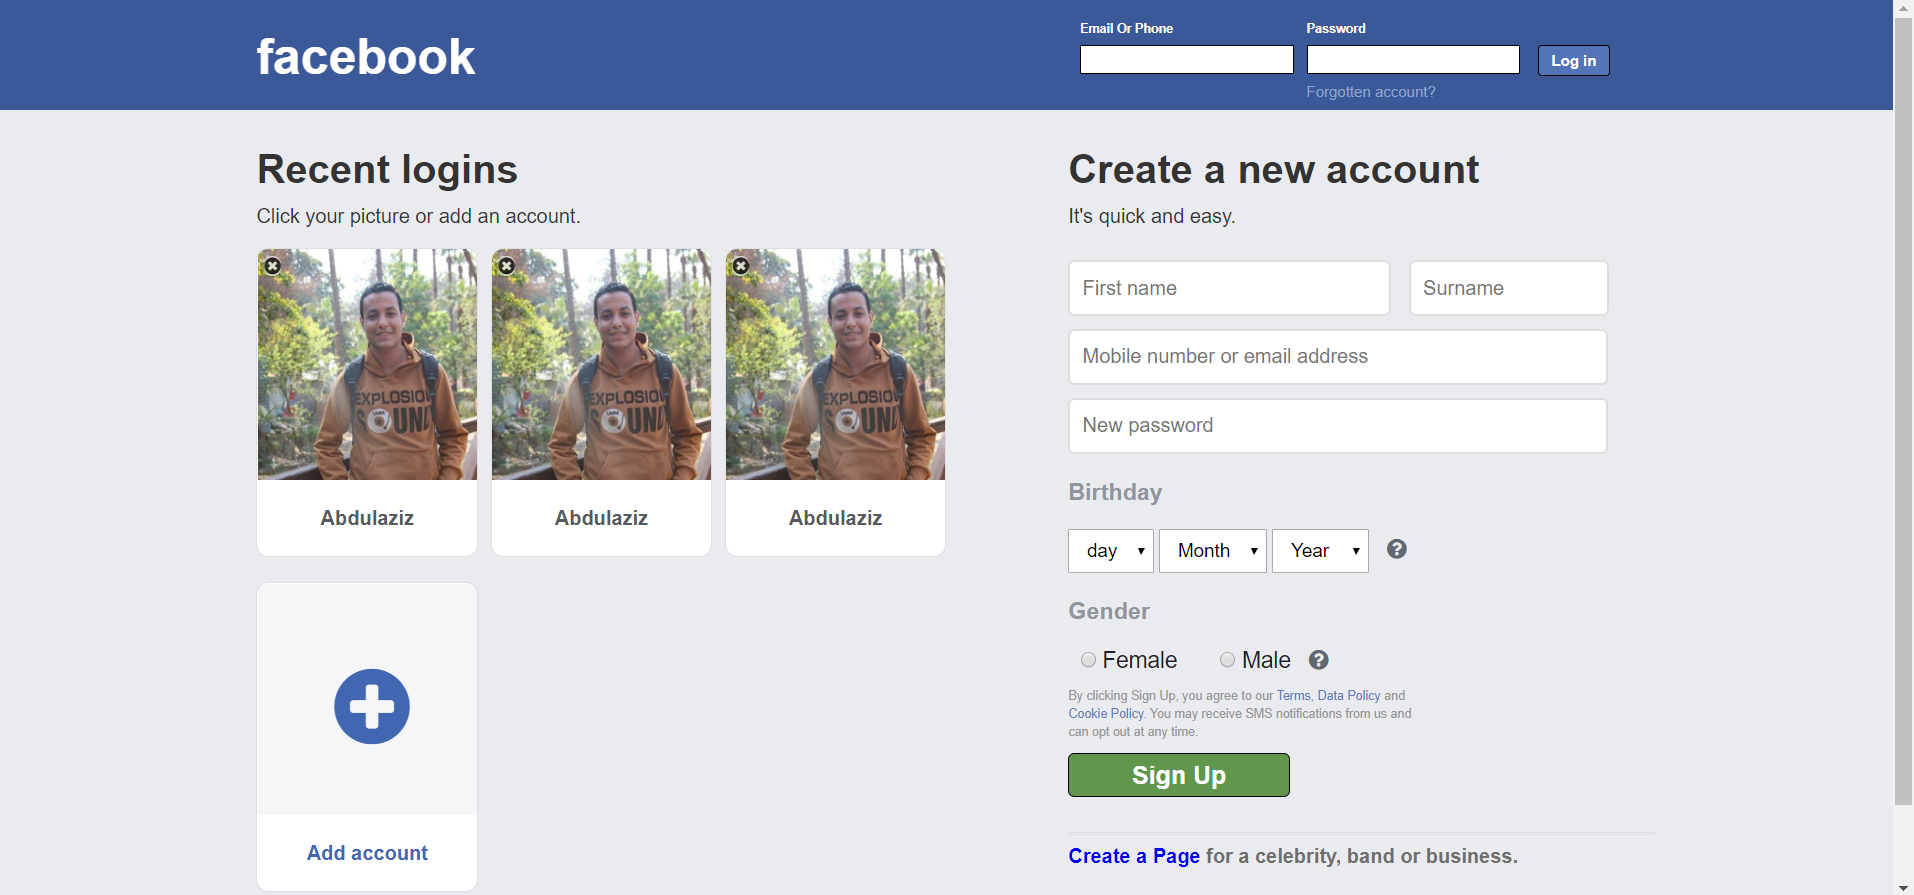 facebook
Email Or Phone
Password
Log in
Forgotten account?
Recent logins
Click your picture or add an account.
EXPLOSION
SOUND
Abdulaziz
EXPLOSION
SOUND
Abdulaziz
EXPLOSION
SOUND
Abdulaziz
Add account
Create a new account
It's quick and easy.
First name
Surname
Mobile number or email address
New password
Birthday
day
Month
Year
Gender
Female
Male
By clicking Sign Up, you agree to our Terms, Data Policy and
Cookie Policy. You may receive SMS notifications from us and
can opt out at any time.
Sign Up
Create a Page for a celebrity, band or business.